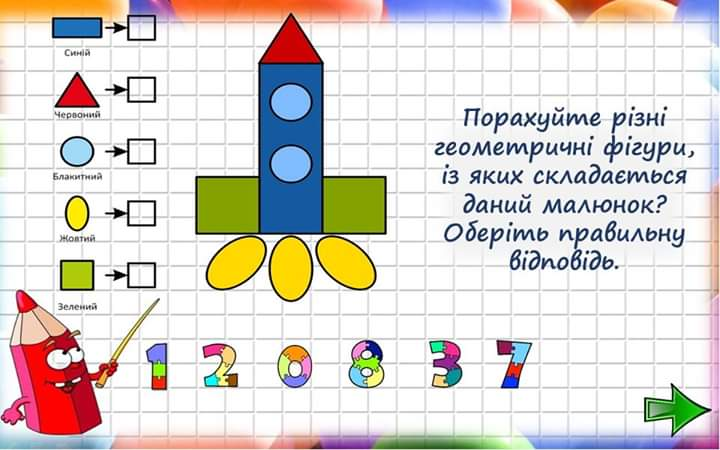 Синій
Червоний
Блакитний
Жовтий
Зелений
Порахуйте різні
геометричні фігури,
із яких складається
даний малюнок?
Оберіть правильну
відповідь.
1 2 0 8 3 7